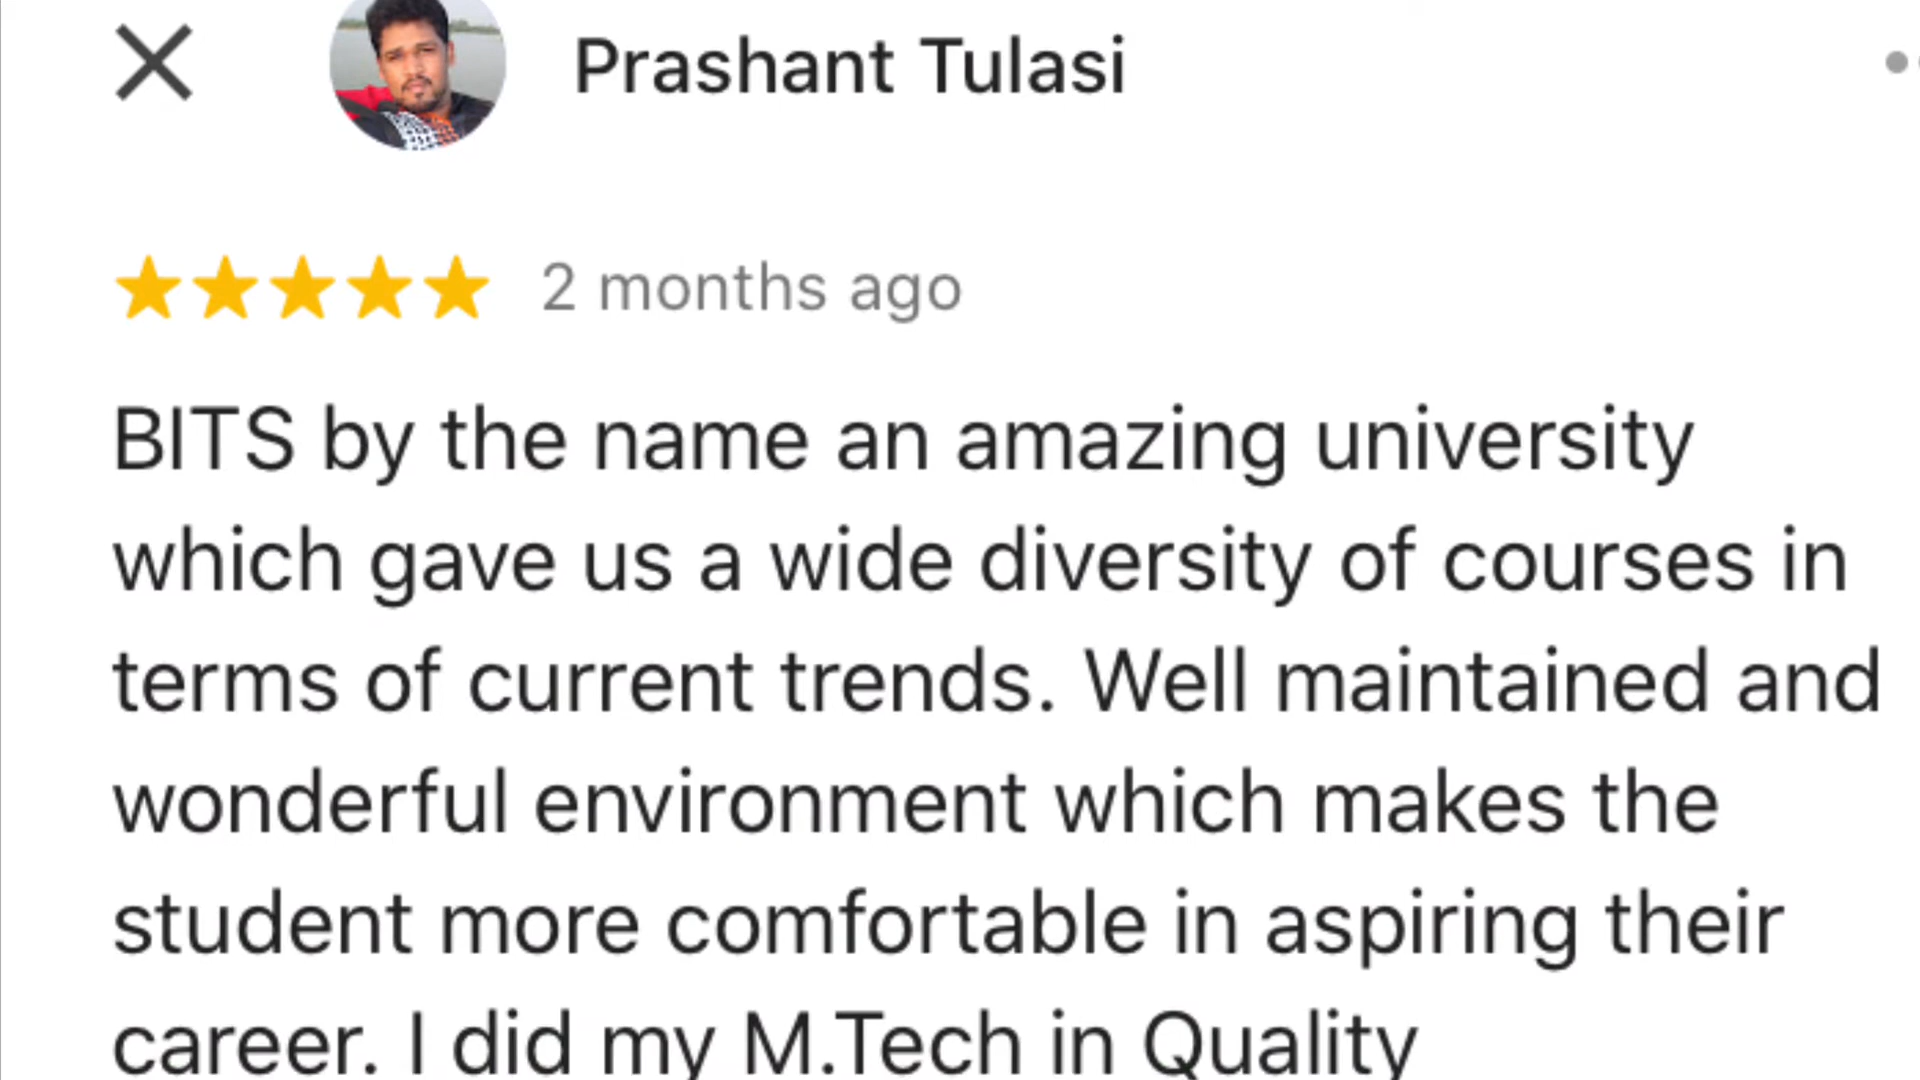 Prashant Tulasi
2 months ago
BITS by the name an amazing university
which gave us a wide diversity of courses in
terms of current trends. Well maintained and
wonderful environment which makes the
student more comfortable in aspiring their
career. I did my M.Tech in Quality